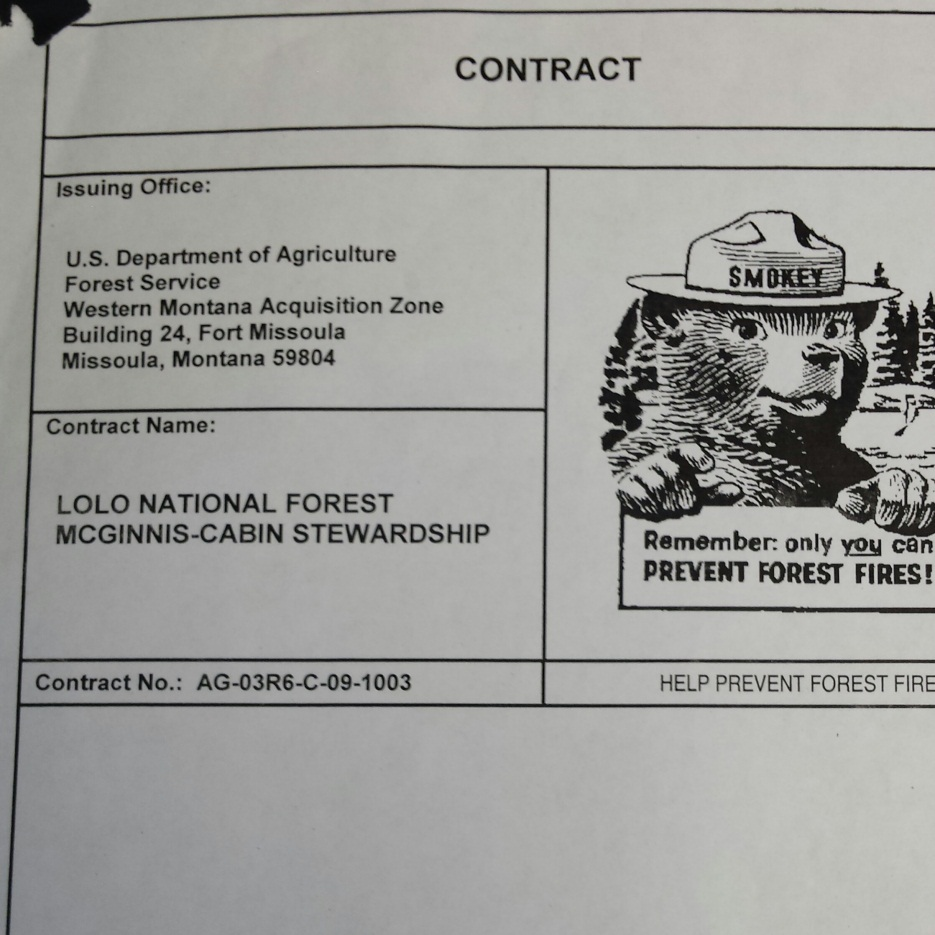 CONTRACT
Issuing Office:
U.S. Department of Agriculture
Forest Service
Western Montana Acquisition Zone
Building 24, Fort Missoula
Missoula, Montana 59804
SMOKEY
Contract Name:
LOLO NATIONAL FOREST
MCGINNIS-CABIN STEWARDSHIP
Remember: only you can
PREVENT FOREST FIRES!
Contract No.: AG-03R6-C-09-1003
HELP PREVENT FOREST FIRE